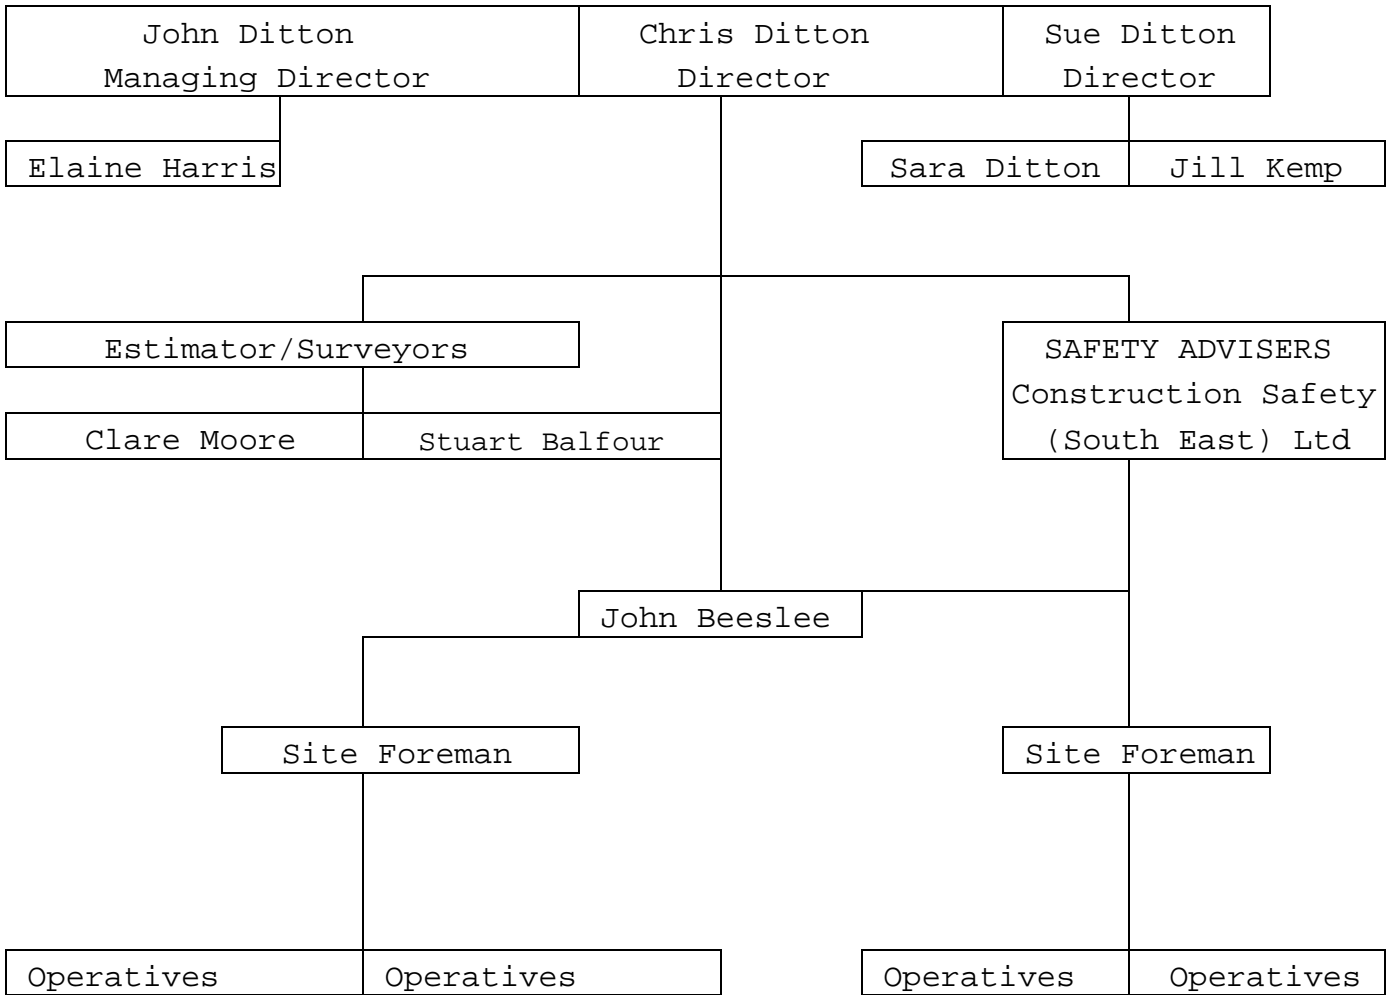 John Ditton
Managing Director
Chris Ditton
Director
Sue Ditton
Director
Elaine Harris
Sara Ditton
Jill Kemp
Estimator/Surveyors
SAFETY ADVISERS
Construction Safety
(South East) Ltd
Clare Moore
Stuart Balfour
John Beeslee
Site Foreman
Site Foreman
Operatives
Operatives
Operatives
Operatives